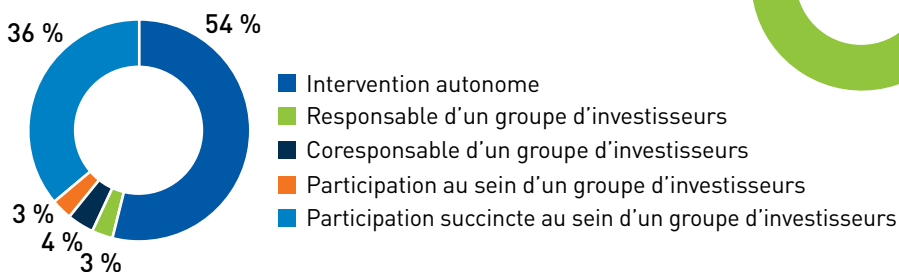 36 %
54 %
Intervention autonome
Responsable d’un groupe d’investisseurs
Coresponsable d’un groupe d’investisseurs
Participation au sein d’un groupe d’investisseurs
Participation succincte au sein d’un groupe d’investisseurs
3 %
4 %
3 %